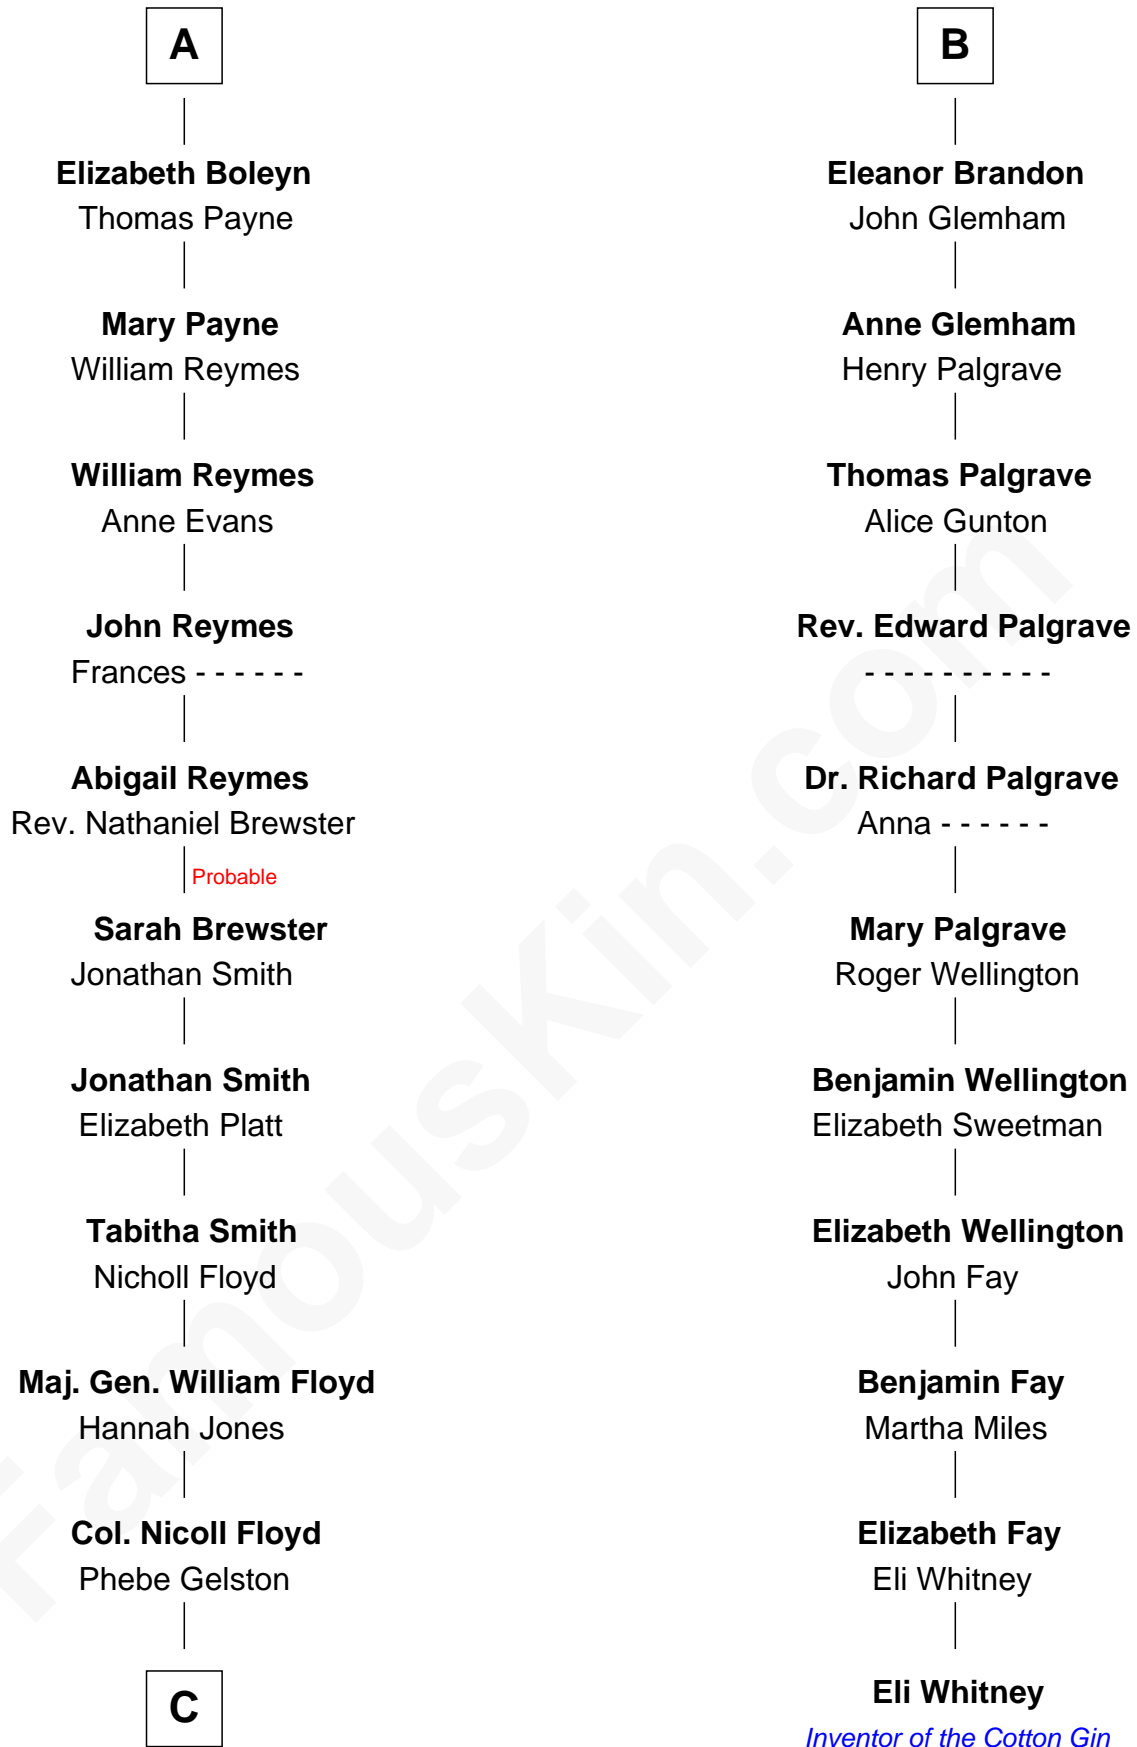 A
Elizabeth Boleyn
Thomas Payne
Mary Payne
William Reymes
William Reymes
Anne Evans
John Reymes
Frances - - - - - -
Abigail Reymes
Rev. Nathaniel Brewster
Probable
Sarah Brewster
Jonathan Smith
Jonathan Smith
Elizabeth Platt
Tabitha Smith
Nicholl Floyd
Maj. Gen. William Floyd
Hannah Jones
Col. Nicoll Floyd
Phebe Gelston
C
B
Eleanor Brandon
John Glemham
Anne Glemham
Henry Palgrave
Thomas Palgrave
Alice Gunton
Rev. Edward Palgrave
- - - - - - - - - -
Dr. Richard Palgrave
Anna - - - - - -
Mary Palgrave
Roger Wellington
Benjamin Wellington
Elizabeth Sweetman
Elizabeth Wellington
John Fay
Benjamin Fay
Martha Miles
Elizabeth Fay
Eli Whitney
Eli Whitney
Inventor of the Cotton Gin
FamousKin.com